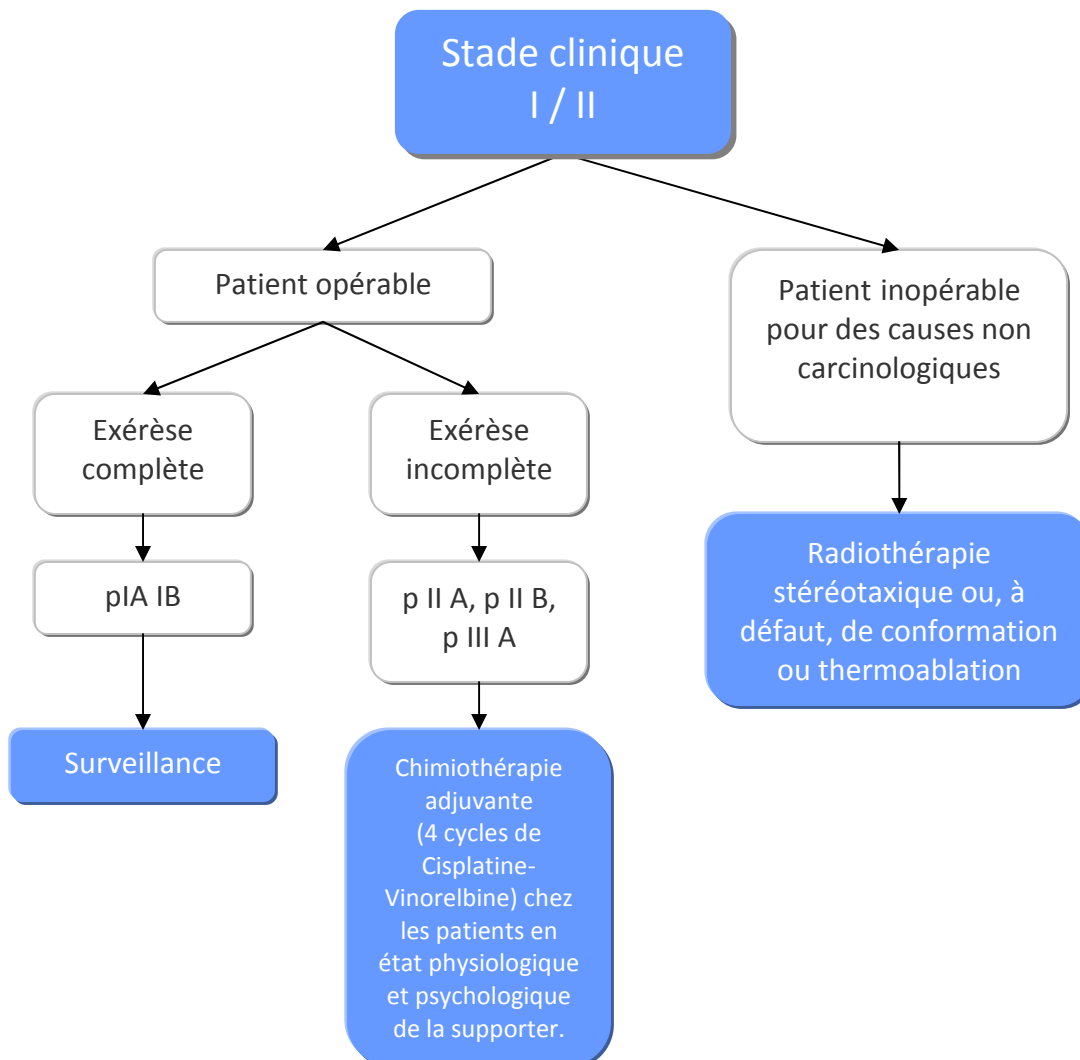 Stade clinique
I / II
Patient opérable
Patient inopérable
pour des causes non
carcinologiques
Exérèse
complète
Exérèse
incomplète
pIA IB
p II A, p II B,
p III A
Radiothérapie
stéréotaxique ou, à
défaut, de conformation
ou thermoablation
Surveillance
Chimiothérapie
adjuvante
(4 cycles de
Cisplatine-
Vinorelbine) chez
les patients en
état physiologique
et psychologique
de la supporter.